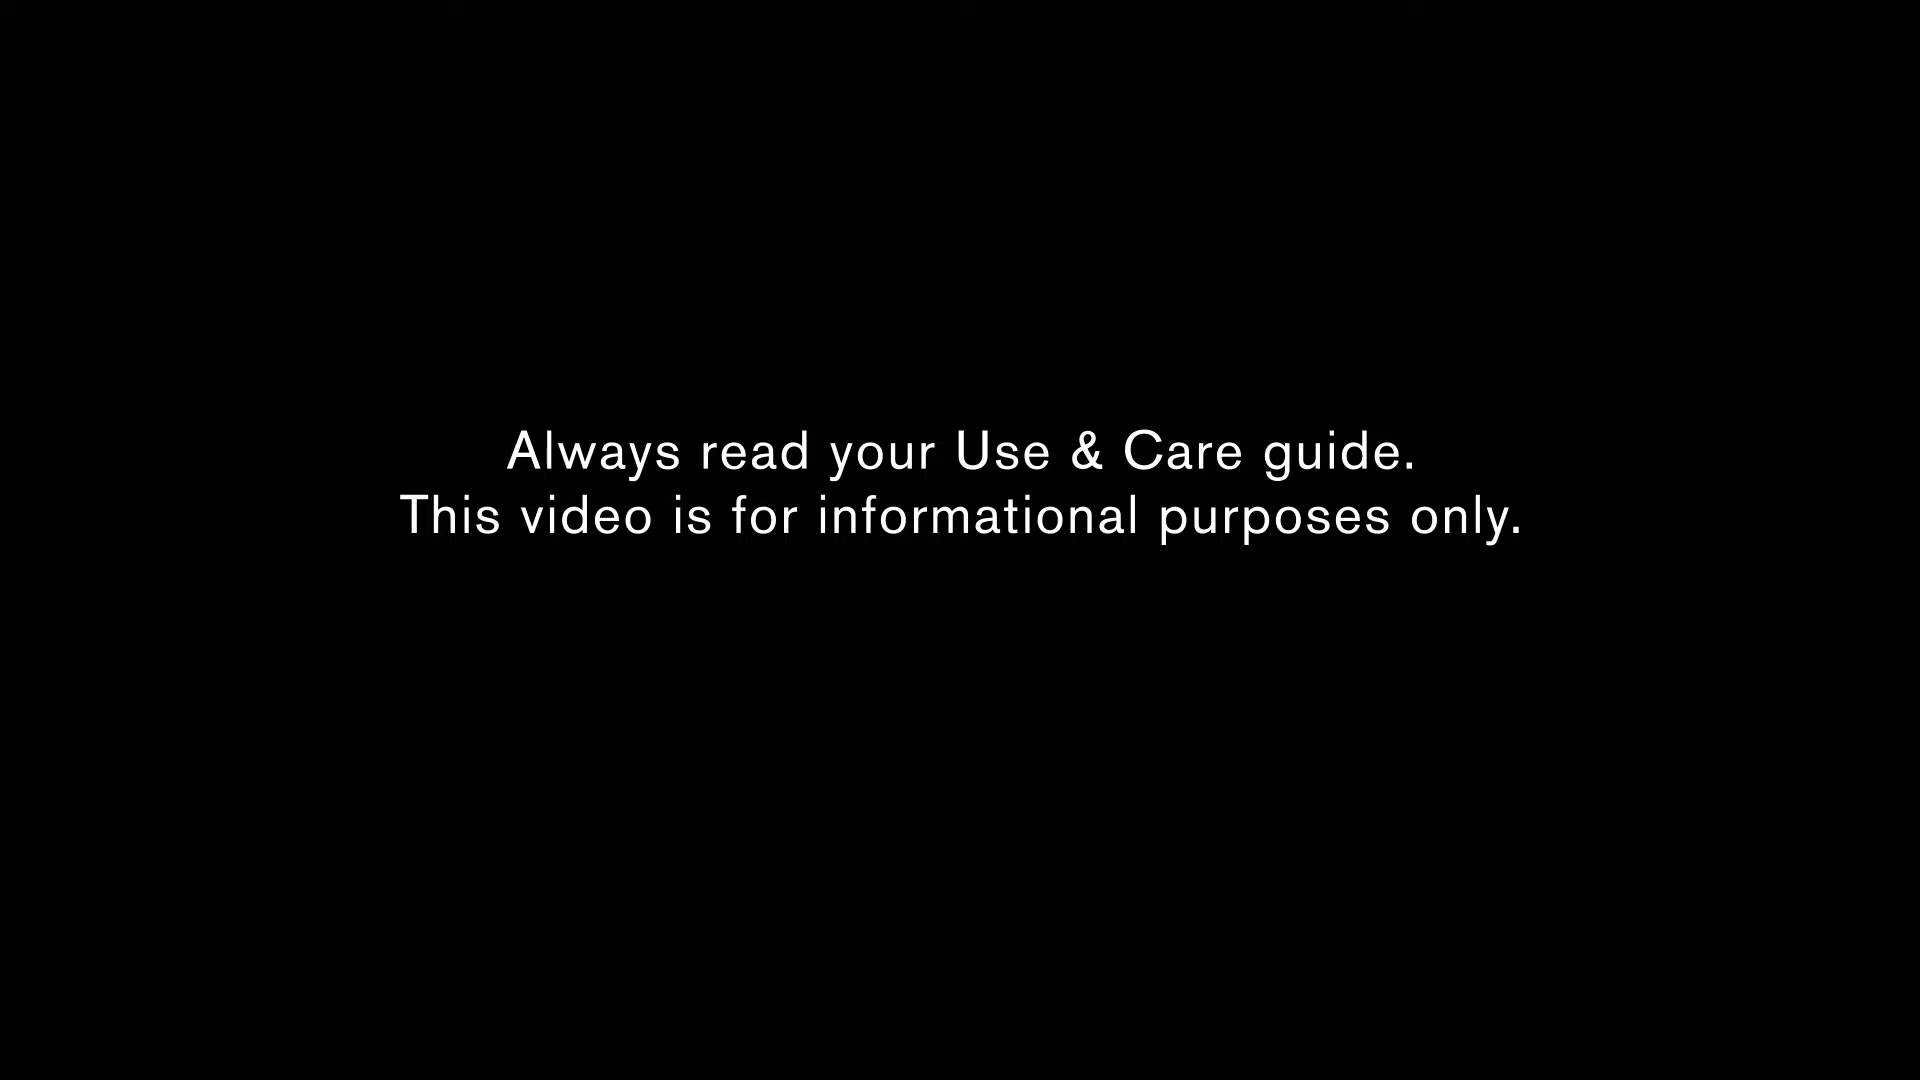 Always read your Use & Care guide.
This video is for informational purposes only.